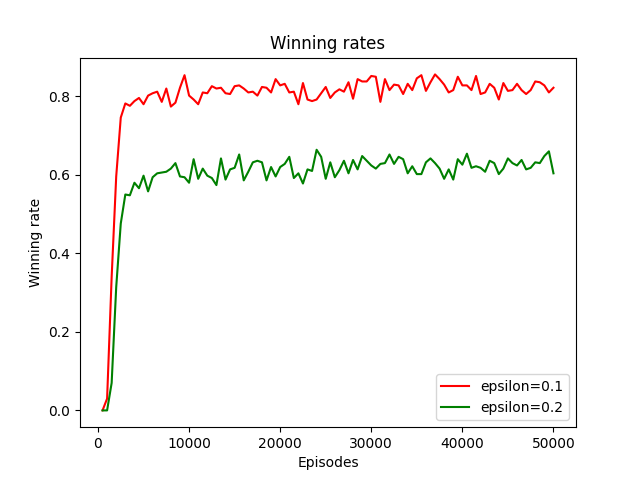 Winning rates
Winning rate
0.8
0.6
0.4
0.2
0.0
epsilon=0.1
epsilon=0.2
0 10000 20000 30000 40000 50000
Episodes